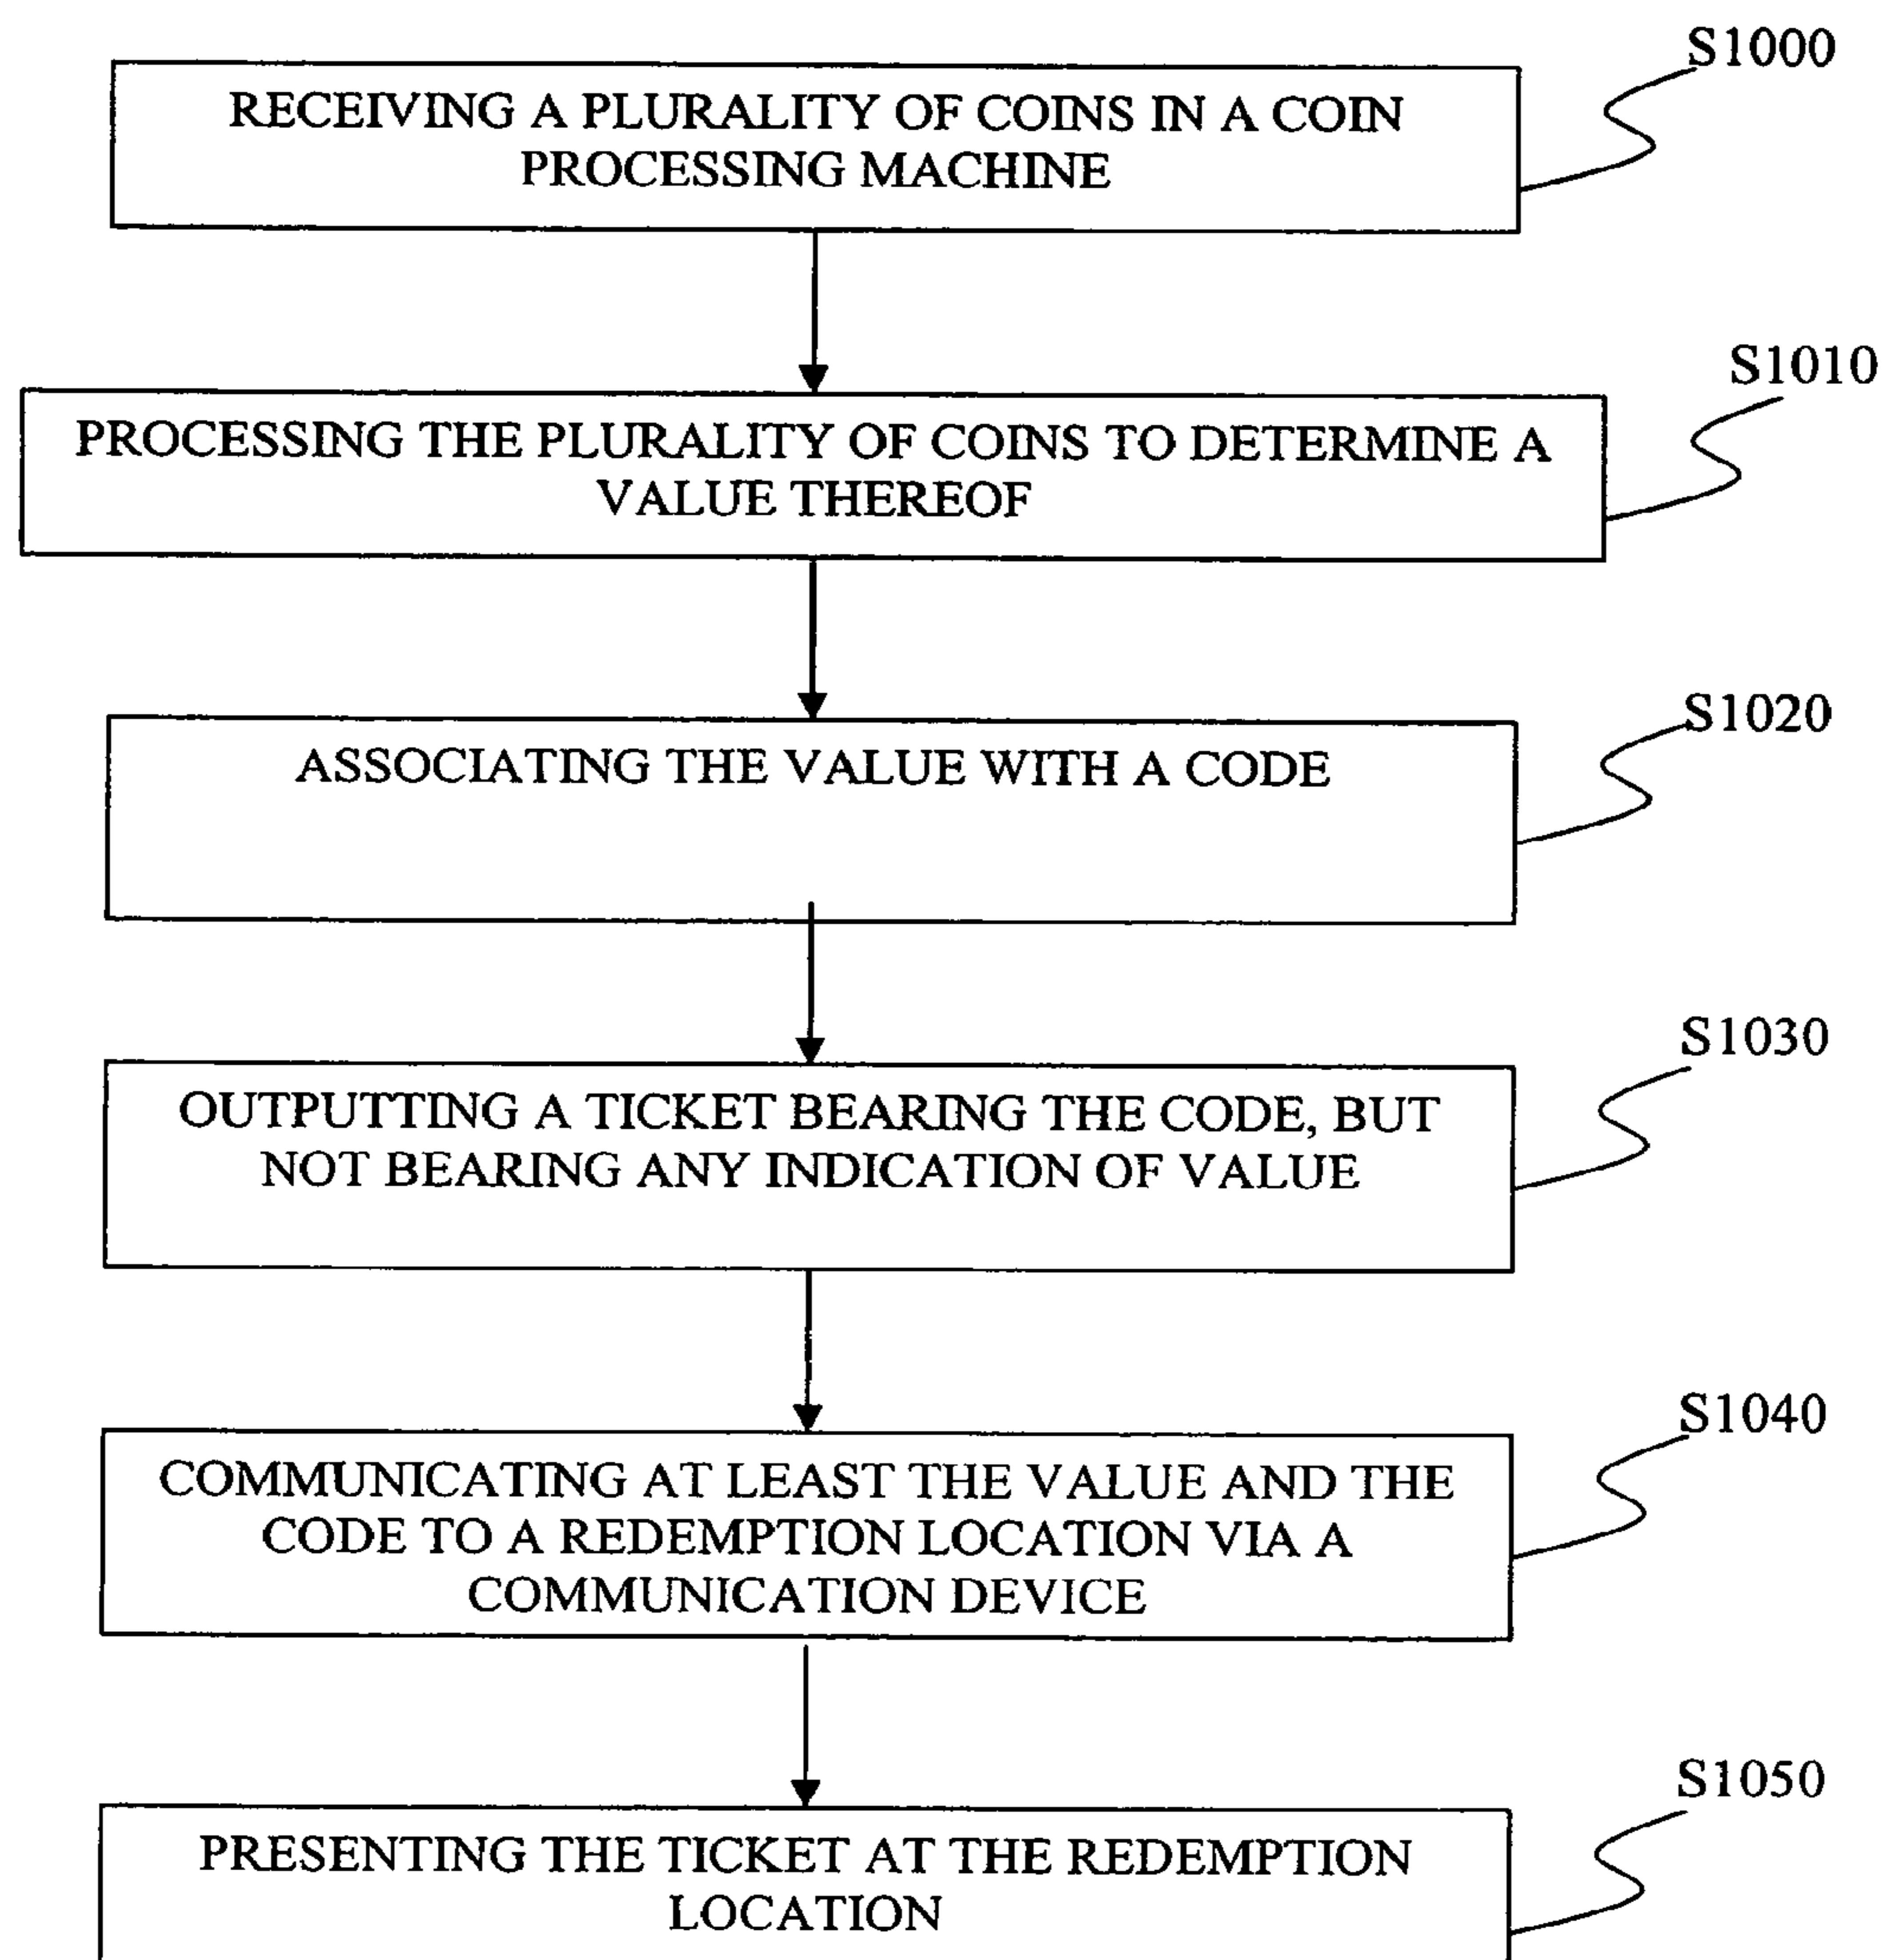 S1000
RECEIVING A PLURALITY OF COINS IN A COIN
PROCESSING MACHINE
S1010
PROCESSING THE PLURALITY OF COINS TO DETERMINE A
VALUE THEREOF
S1020
ASSOCIATING THE VALUE WITH A CODE
S1030
OUTPUTTING A TICKET BEARING THE CODE, BUT
NOT BEARING ANY INDICATION OF VALUE
S1040
COMMUNICATING AT LEAST THE VALUE AND THE
CODE TO A REDEMPTION LOCATION VIA A
COMMUNICATION DEVICE
S1050
PRESENTING THE TICKET AT THE REDEMPTION
LOCATION